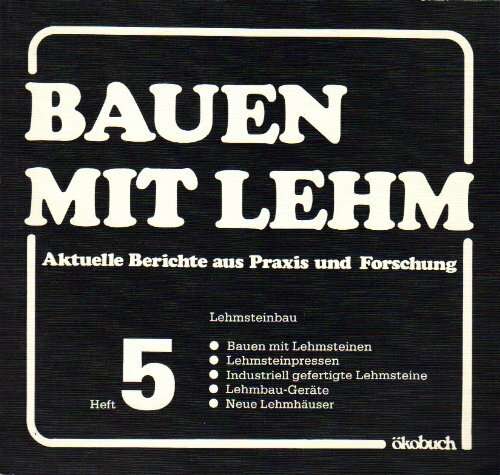 BAUEN
MIT LEHM
Aktuelle Berichte aus Praxis und Forschung
Lehmsteinbau
Heft 5
● Bauen mit Lehmsteinen
● Lehmsteinpressen
● Industriell gefertigte Lehmsteine
● Lehmbau-Geräte
● Neue Lehmhäuser
ökobuch